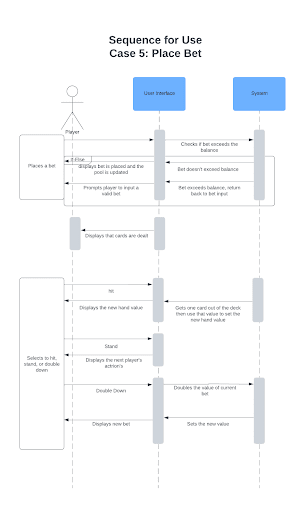 Sequence for Use
Case 5: Place Bet
User Interface
System
Player
Checks if bet exceeds the
balance
Places a bet
If-Else
displays bet is placed and the
pool is updated
Bet doesn't exceed balance
Prompts player to input a
valid bet
Bet exceeds balance, return
back to bet input
Displays that cards are dealt
Hit
Displays the new hand value
Gets one card out of the deck
then use that value to set the
new hand value
Selects to hit,
stand, or double
down
Stand
Displays the next player's
actrion's
Double Down
Doubles the value of current
bet
Displays new bet
Sets the new value